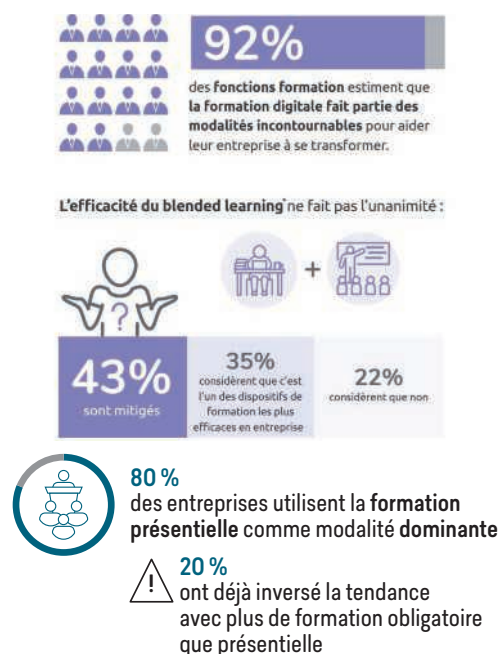 92%
des fonctions formation estiment que
la formation digitale fait partie des
modalités incontournables pour aider
leur entreprise à se transformer.
L'efficacité du blended learning* ne fait pas l'unanimité :
?
+
43%
sont mitigés
35%
considèrent que c'est
l'un des dispositifs de
formation les plus
efficaces en entreprise
22%
considèrent que non
80 %
des entreprises utilisent la formation
présentielle comme modalité dominante
!
20 %
ont déjà inversé la tendance
avec plus de formation obligatoire
que présentielle